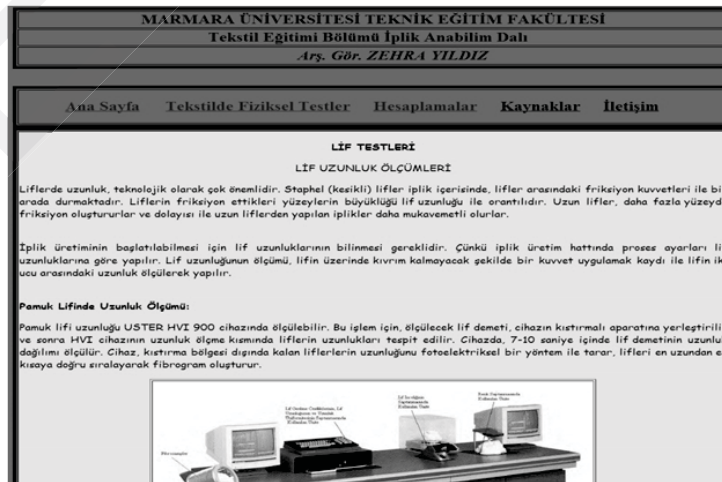 MARMARA ÜNİVERSİTESİ TEKNİK EĞİTİM FAKÜLTESİ
Tekstil Eğitimi Bölümü İplik Anabilim Dalı
Arş. Gör. ZEHRA YILDIZ
Ana Sayfa Tekstilde Fiziksel Testler Hesaplamalar Kaynaklar İletişim
LİF TESTLERİ
LİF UZUNLUK ÖLÇÜMLERİ
Liflerde uzunluk, teknolojik olarak çok önemlidir. Staphel (kesikli) lifler iplik içerisinde, lifler arasındaki friksiyon kuvvetleri ile bi
arada durmaktadır. Liflerin friksiyon ettikleri yüzeylerin büyüklüğü lif uzunluğu ile orantılıdır. Uzun lifler, daha fazla yüzeyd
friksiyon oluştururlar ve dolayısı ile uzun liflerden yapılan iplikler daha mukavemetli olurlar.
İplik üretiminin başlatılabilmesi için lif uzunluklarının bilinmesi gereklidir. Çünkü iplik üretim hattında proses ayarları li
uzunluklarına göre yapılır. Lif uzunluğunun ölçümü, lifin üzerinde kıvrım kalmayacak şekilde bir kuvvet uygulamak kaydı ile lifin ik
ucu arasındaki uzunluk ölçülerek yapılır.
Pamuk Lifinde Uzunluk Ölçümü:
Pamuk lifi uzunluğu USTER HVI 900 cihazında ölçülebilir. Bu işlem için, ölçülecek lif demeti, cihazın kıstırmalı aparatına yerleştirili
ve sonra HVI cihazının uzunluk ölçme kısmında liflerin uzunlukları tespit edilir. Cihazda, 7-10 saniye içinde lif demetinin uzunlu
dağılımı ölçülür. Cihaz, kıstırma bölgesi dışında kalan liflerlerin uzunluğunu fotoelektriksel bir yöntem ile tarar, lifleri en uzundan e
kısaya doğru sıralayarak fibrogram oluşturur.